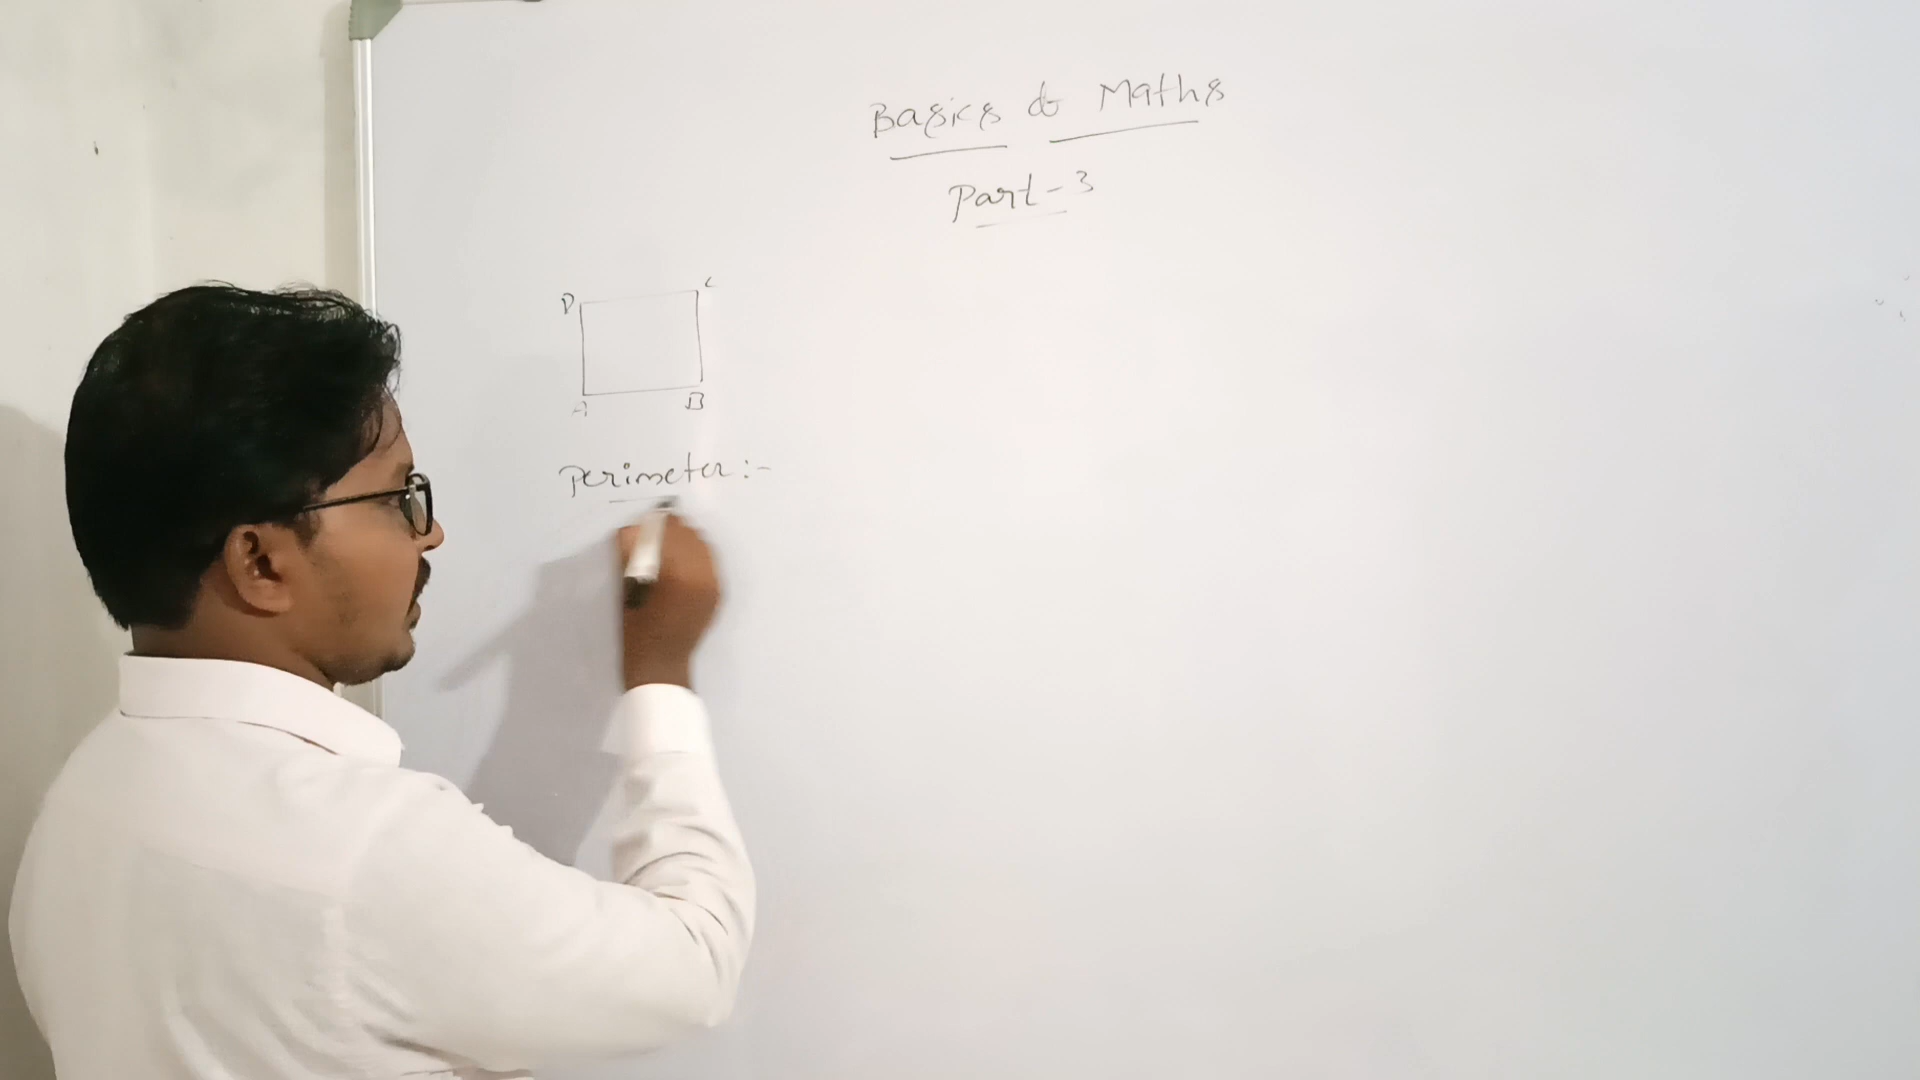 Basics of Maths
Part-3
D C
A B
Perimeter:-